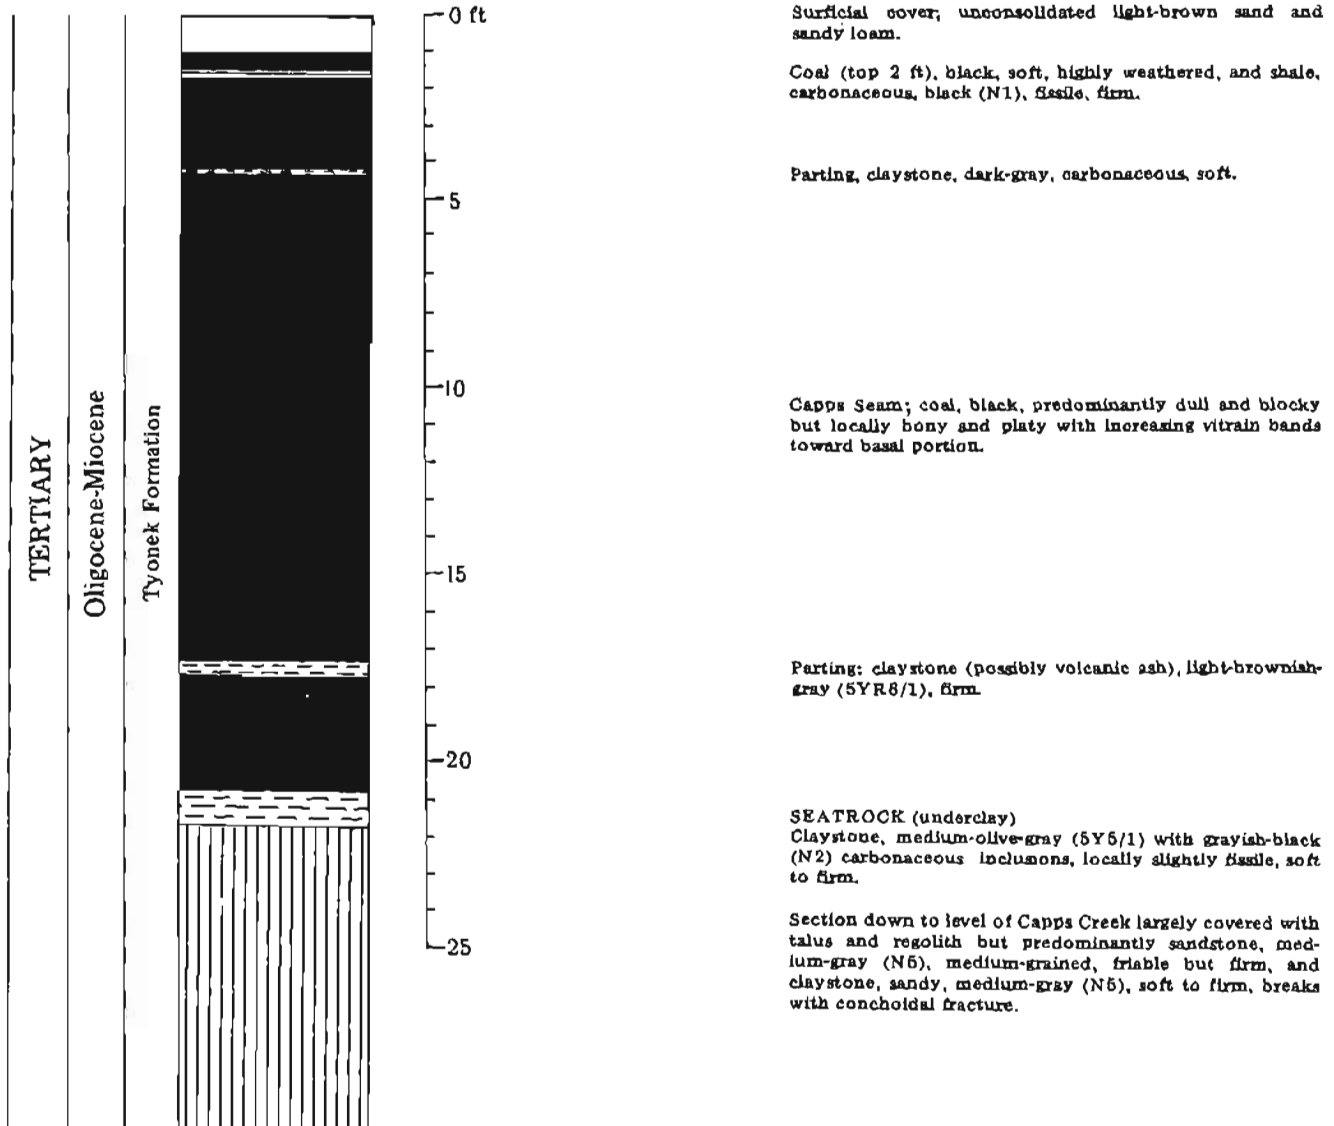 TERTIARY
Oligocene-Miocene
Tyonek Formation
0 ft
5
10
15
20
25
Surficial cover; unconsolidated light-brown sand and
sandy loam.
Coal (top 2 ft), black, soft, highly weathered, and shale,
carbonaceous, black (N1), fissile, firm.
Parting, claystone, dark-gray, carbonaceous, soft.
Capps Seam; coal, black, predominantly dull and blocky
but locally bony and platy with increasing vitrain bands
toward basal portion.
Parting: claystone (possibly volcanic ash), light-brownish-
gray (5YR8/1), firm.
SEATROCK (underclay)
Claystone, medium-olive-gray (5Y5/1) with grayish-black
(N2) carbonaceous inclusions, locally slightly fissile, soft
to firm.
Section down to level of Capps Creek largely covered with
talus and regolith but predominantly sandstone, med-
ium-gray (N5), medium-grained, friable but firm, and
claystone, sandy, medium-gray (N5), soft to firm, breaks
with conchoidal fracture.